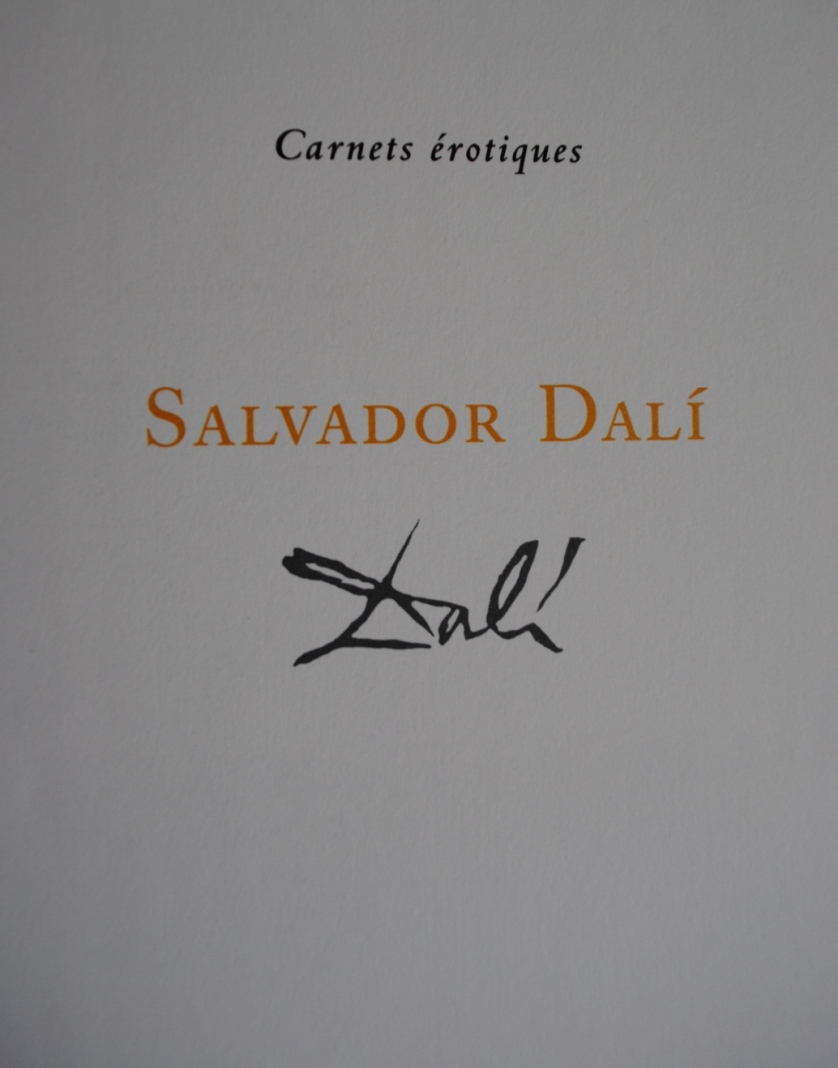 Carnets érotiques
SALVADOR DALÍ
Dalí